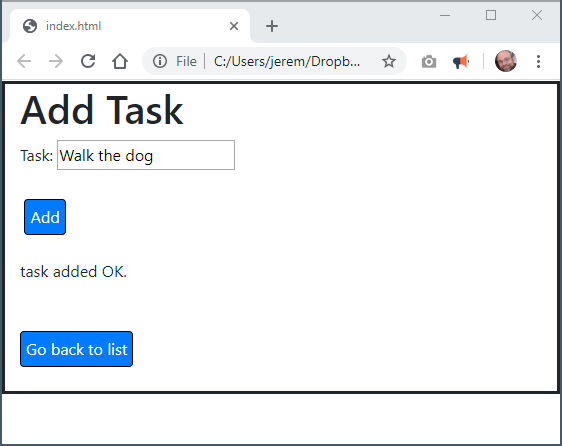 index.html
File | C:/Users/jerem/Dropb...
Add Task
Task: Walk the dog
Add
task added OK.
Go back to list